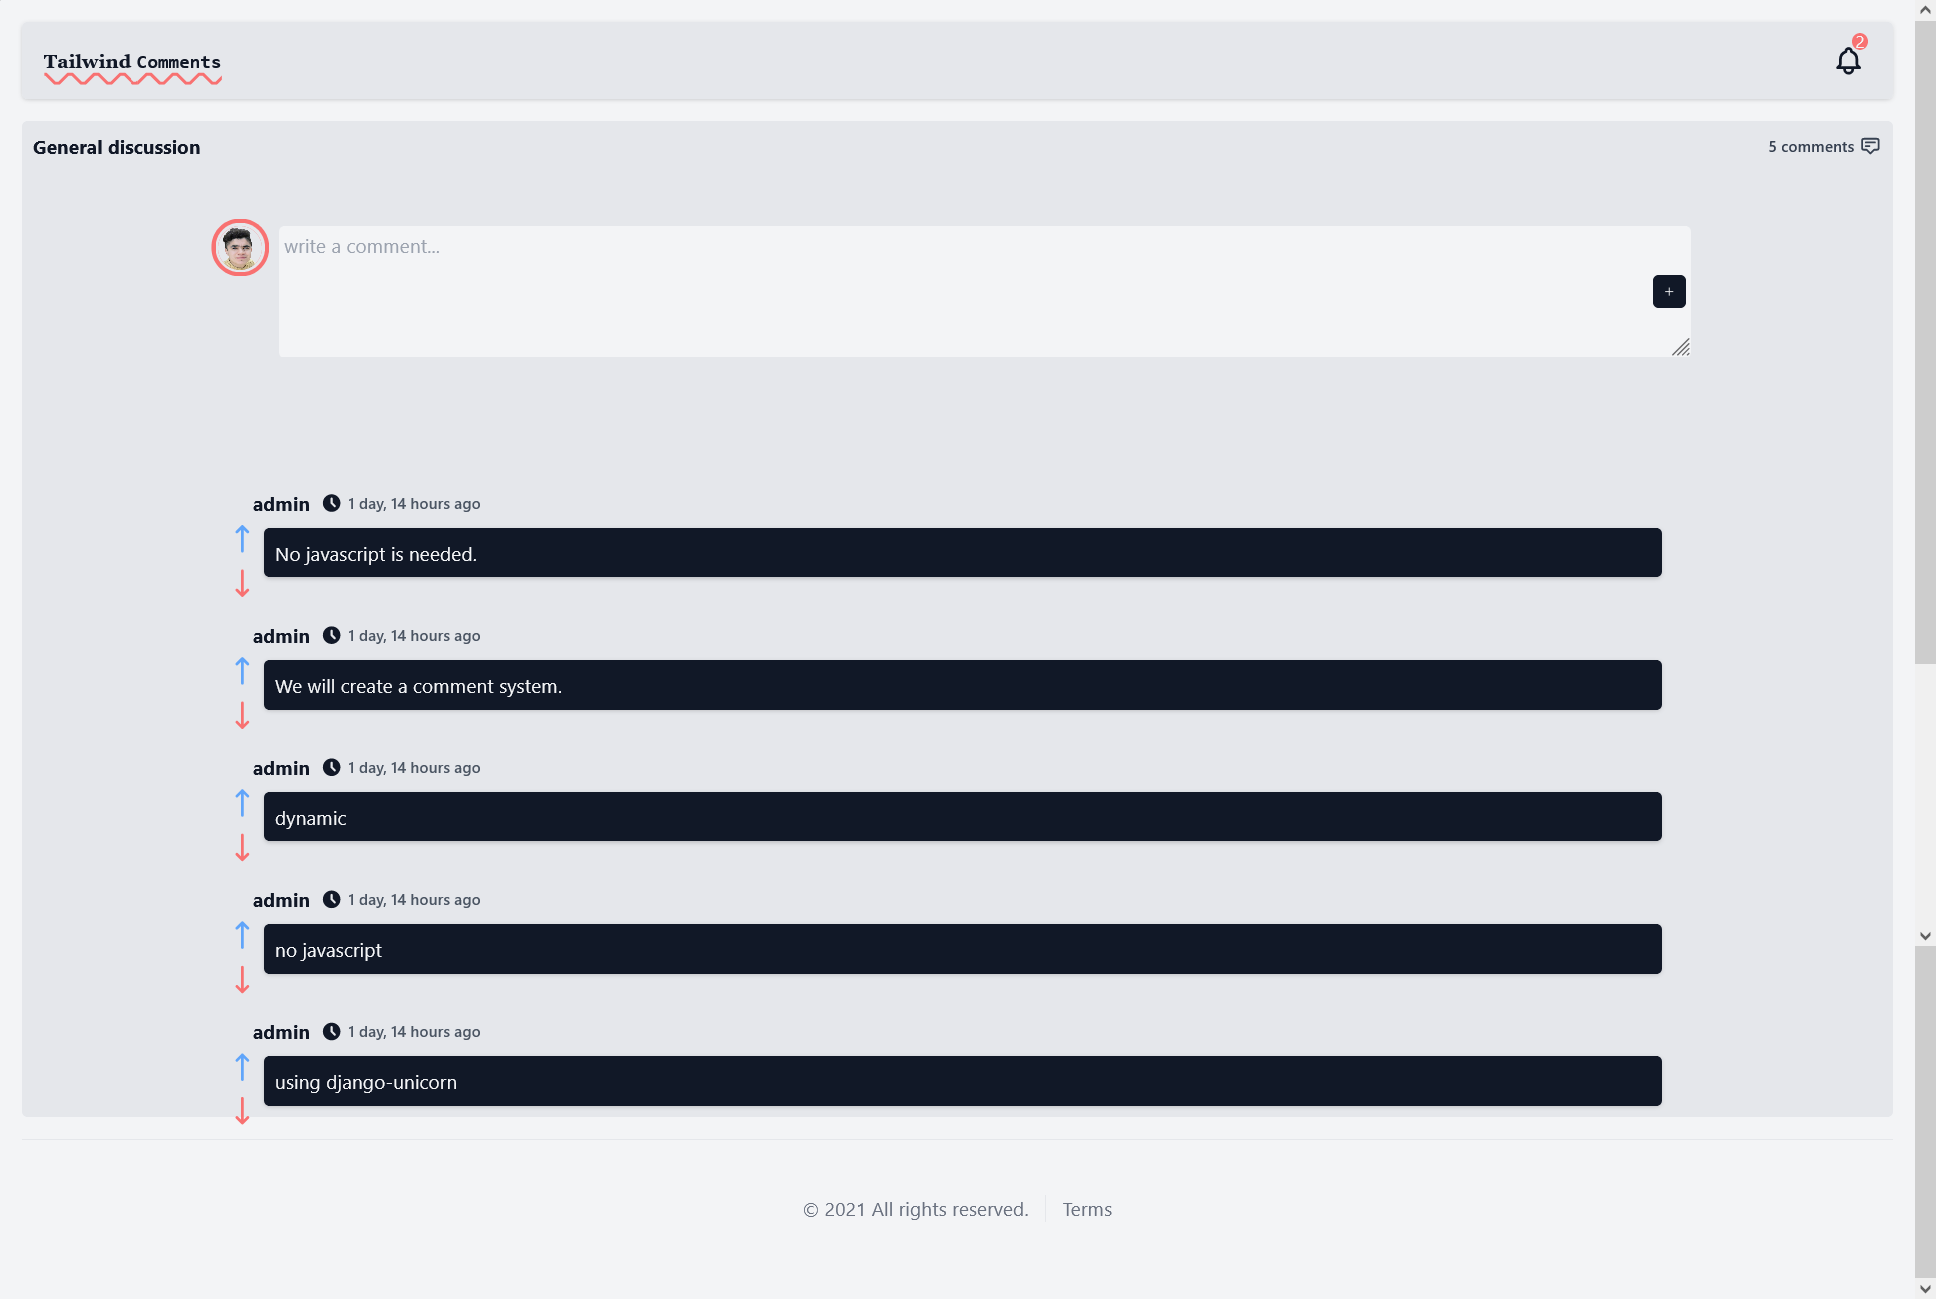 Tailwind Comments
2
General discussion
5 comments
write a comment...
+
admin 1 day, 14 hours ago
No javascript is needed.
admin 1 day, 14 hours ago
We will create a comment system.
admin 1 day, 14 hours ago
dynamic
admin 1 day, 14 hours ago
no javascript
admin 1 day, 14 hours ago
using django-unicorn
© 2021 All rights reserved. Terms